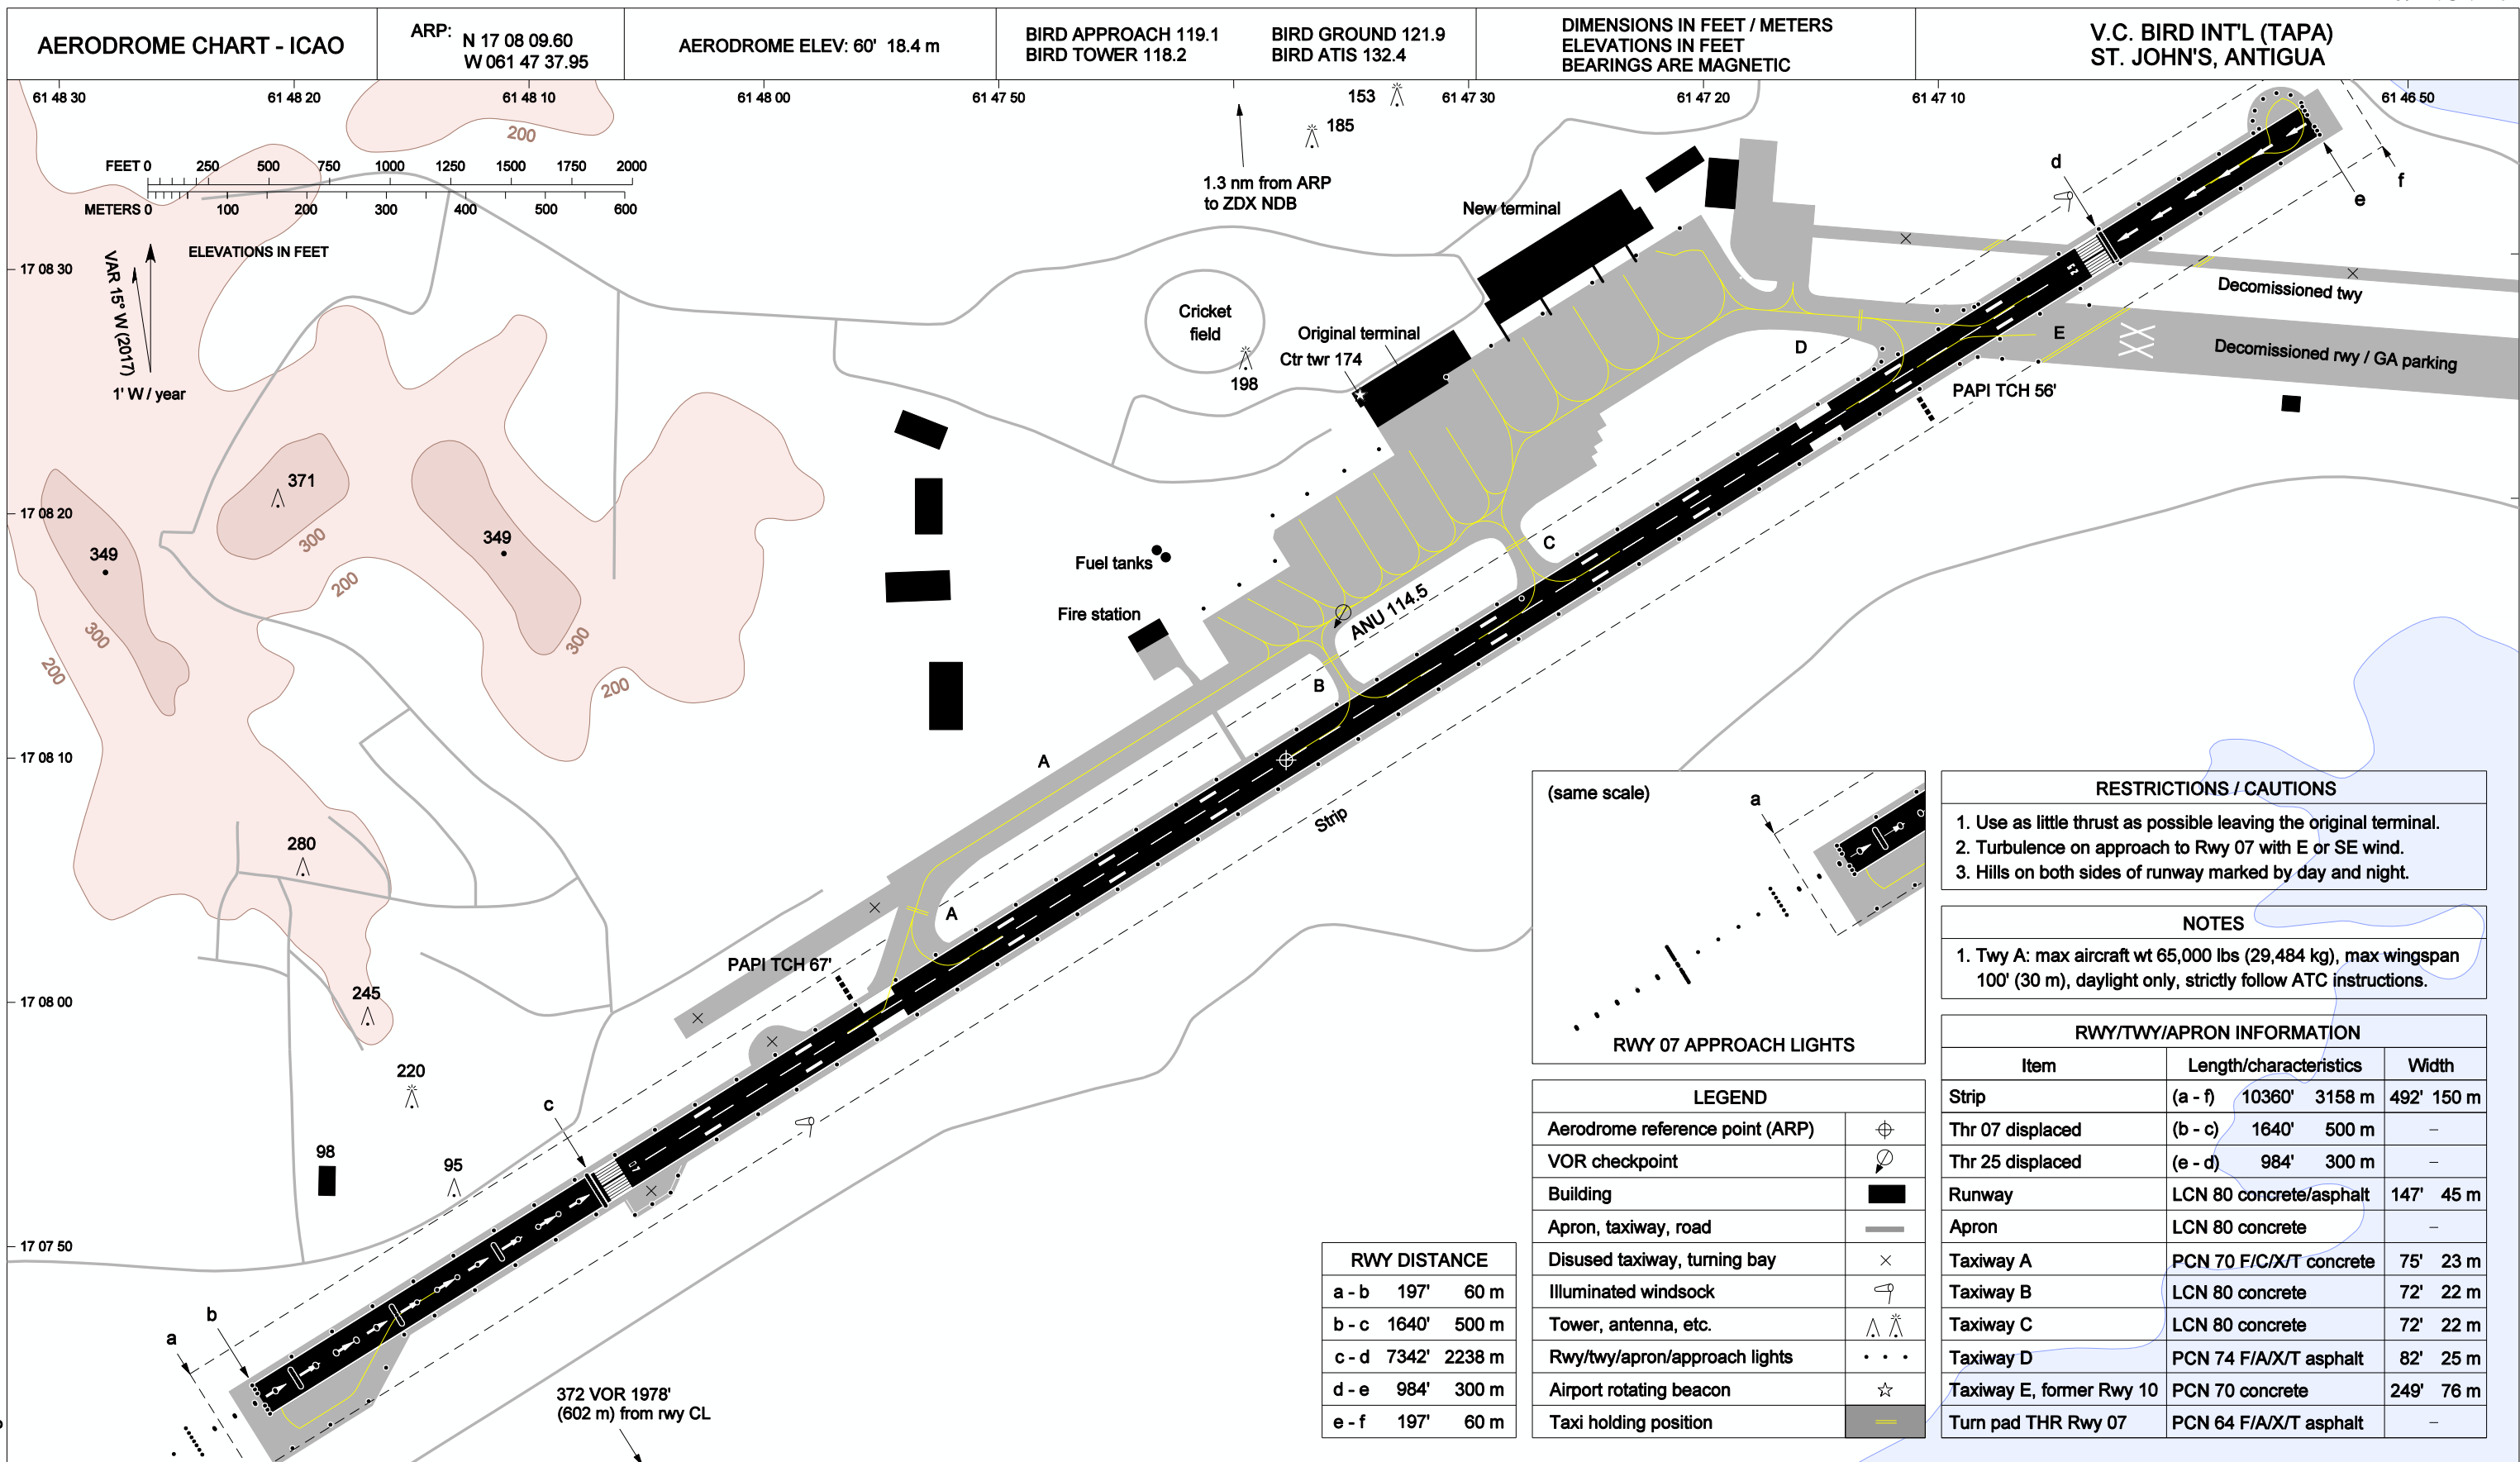 AERODROME CHART - ICAO
ARP:
N 17 08 09.60
W 061 47 37.95
AERODROME ELEV: 60' 18.4 m
BIRD APPROACH 119.1
BIRD TOWER 118.2
BIRD GROUND 121.9
BIRD ATIS 132.4
DIMENSIONS IN FEET / METERS
ELEVATIONS IN FEET
BEARINGS ARE MAGNETIC
V.C. BIRD INT'L (TAPA)
ST. JOHN'S, ANTIGUA
61 48 30
61 48 20
61 48 10
61 48 00
61 47 50
61 47 30
61 47 20
61 47 10
61 46 50
153
185
200
FEET 0 250 500 750 1000 1250 1500 1750 2000
METERS 0 100 200 300 400 500 600
ELEVATIONS IN FEET
VAR 15° W (2017)
1' W / year
1.3 nm from ARP
to ZDX NDB
New terminal
d
f
e
17 08 30
Cricket
field
198
Original terminal
Ctr twr 174
Decomissioned twy
25
D
E
Decomissioned rwy / GA parking
PAPI TCH 56'
371
300
349
349
17 08 20
300
200
300
200
200
Fuel tanks
Fire station
C
ANU 114.5
B
17 08 10
A
Strip
280
A
PAPI TCH 67'
245
17 08 00
220
c
98
95
07
17 07 50
b
a
372 VOR 1978'
(602 m) from rwy CL
(same scale)
a
RWY 07 APPROACH LIGHTS
RESTRICTIONS / CAUTIONS
1. Use as little thrust as possible leaving the original terminal.
2. Turbulence on approach to Rwy 07 with E or SE wind.
3. Hills on both sides of runway marked by day and night.
NOTES
1. Twy A: max aircraft wt 65,000 lbs (29,484 kg), max wingspan
100' (30 m), daylight only, strictly follow ATC instructions.
RWY DISTANCE
a - b 197' 60 m
b - c 1640' 500 m
c - d 7342' 2238 m
d - e 984' 300 m
e - f 197' 60 m
LEGEND
Aerodrome reference point (ARP)
VOR checkpoint
Building
Apron, taxiway, road
Disused taxiway, turning bay
Illuminated windsock
Tower, antenna, etc.
Rwy/twy/apron/approach lights
Airport rotating beacon
Taxi holding position
RWY/TWY/APRON INFORMATION
Item Length/characteristics Width
Strip (a - f) 10360' 3158 m 492' 150 m
Thr 07 displaced (b - c) 1640' 500 m –
Thr 25 displaced (e - d) 984' 300 m –
Runway LCN 80 concrete/asphalt 147' 45 m
Apron LCN 80 concrete –
Taxiway A PCN 70 F/C/X/T concrete 75' 23 m
Taxiway B LCN 80 concrete 72' 22 m
Taxiway C LCN 80 concrete 72' 22 m
Taxiway D PCN 74 F/A/X/T asphalt 82' 25 m
Taxiway E, former Rwy 10 PCN 70 concrete 249' 76 m
Turn pad THR Rwy 07 PCN 64 F/A/X/T asphalt –